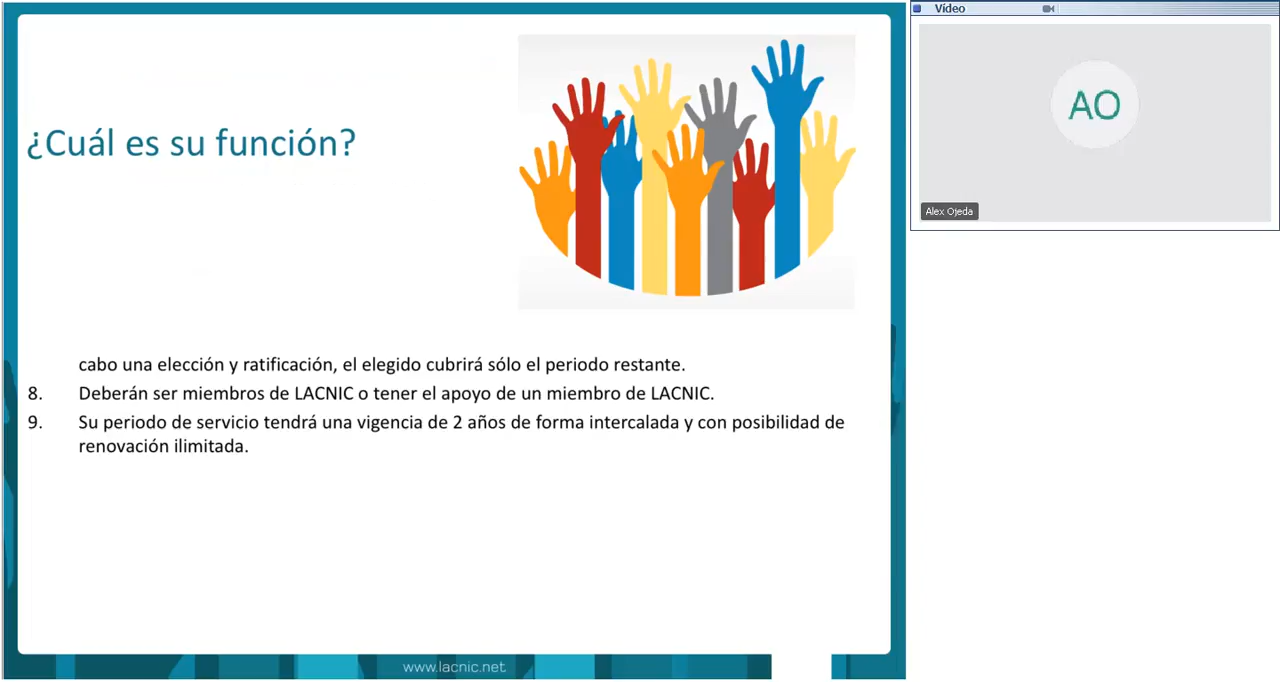 Vídeo
¿Cuál es su función?
AO
Alex Ojeda
cabo una elección y ratificación, el elegido cubrirá sólo el periodo restante.
8. Deberán ser miembros de LACNIC o tener el apoyo de un miembro de LACNIC.
9. Su periodo de servicio tendrá una vigencia de 2 años de forma intercalada y con posibilidad de
renovación ilimitada.
www.lacnic.net